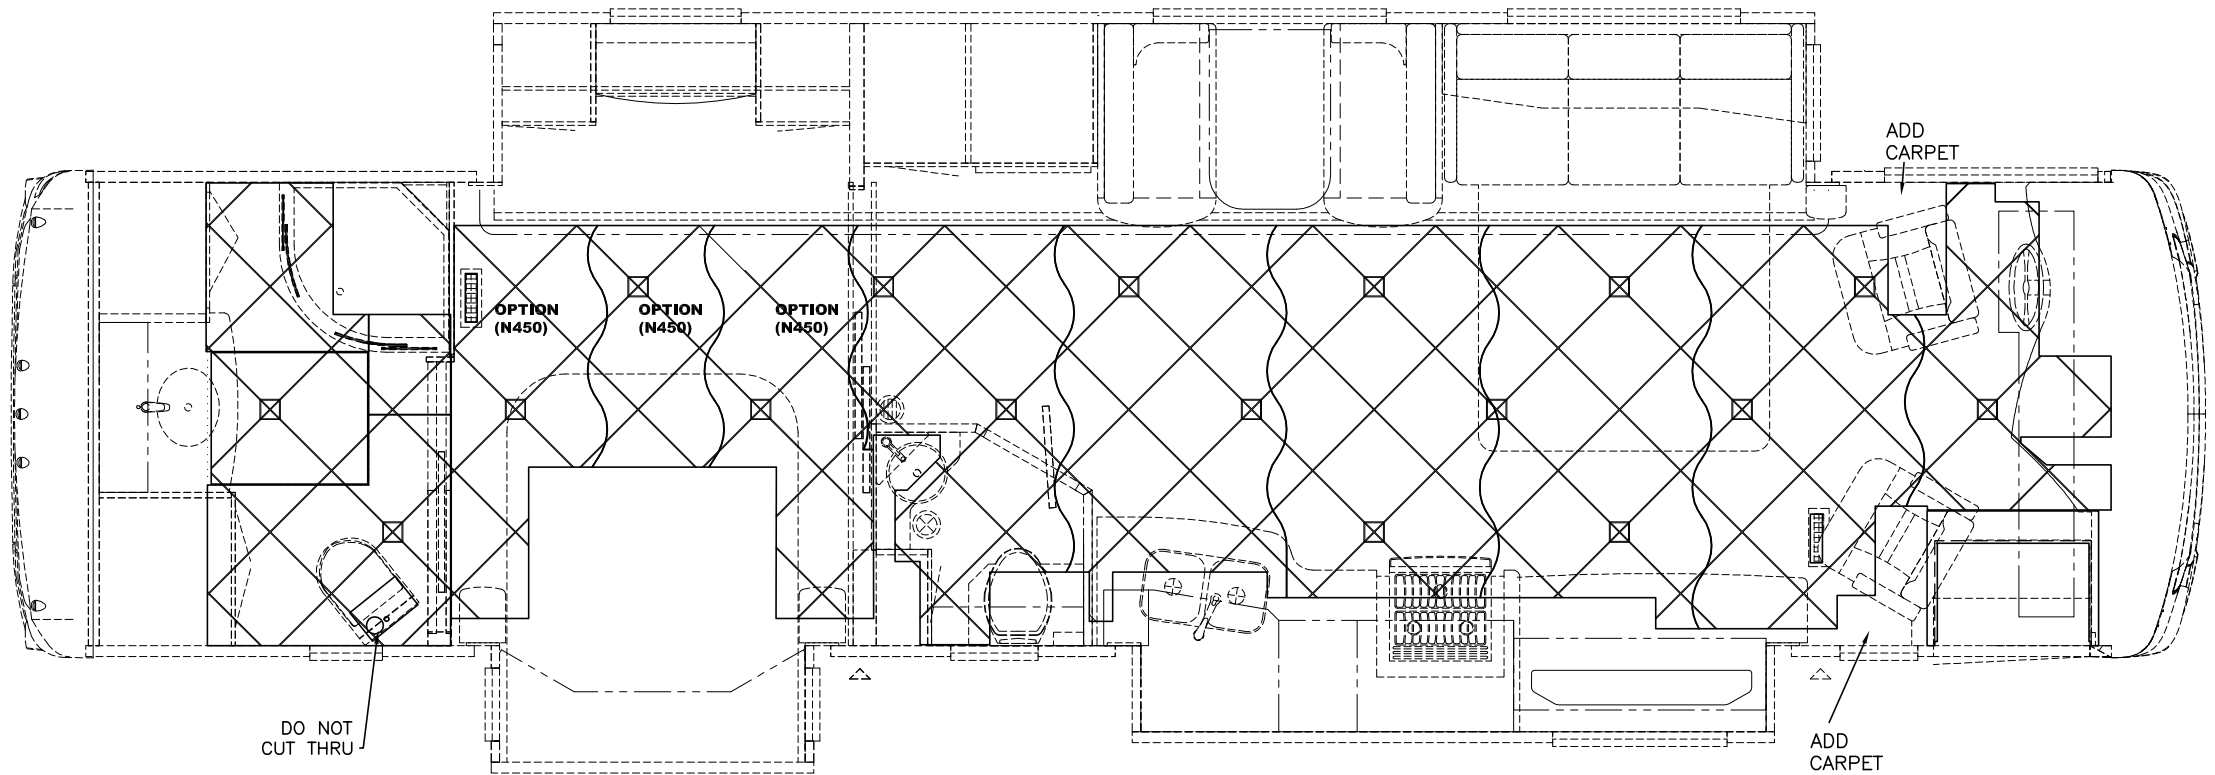 ADD
CARPET
OPTION
(N450)
OPTION
(N450)
OPTION
(N450)
DO NOT
CUT THRU
ADD
CARPET